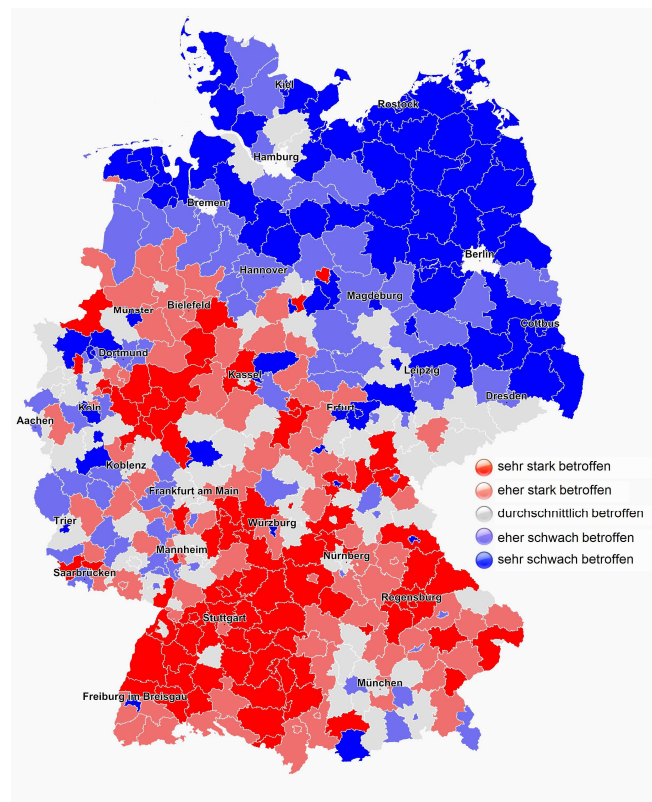 Kiel
Rostock
Hamburg
Bremen
Berlin
Hannover
Magdeburg
Münster
Bielefeld
Cottbus
Dortmund
Kassel
Leipzig
Dresden
Köln
Erfurt
Aachen
Koblenz
Frankfurt am Main
Trier
Würzburg
Mannheim
Nürnberg
Saarbrücken
Regensburg
Stuttgart
München
Freiburg im Breisgau
sehr stark betroffen
eher stark betroffen
durchschnittlich betroffen
eher schwach betroffen
sehr schwach betroffen